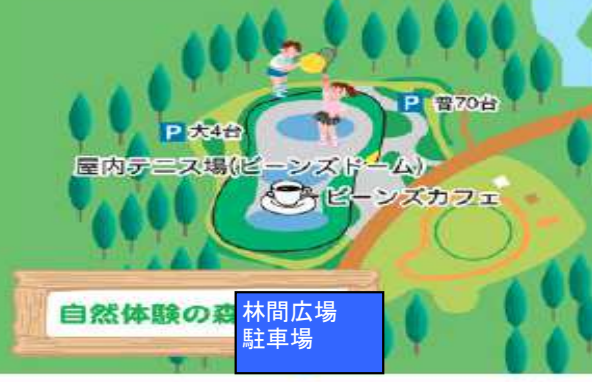 P 普70台
P 大4台
屋内テニス場(ビーンズドーム)
ビーンズカフェ
自然体験の森
林間広場
駐車場